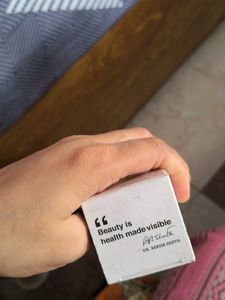 “
Beauty is
health made visible
DR. REKHA SHETH